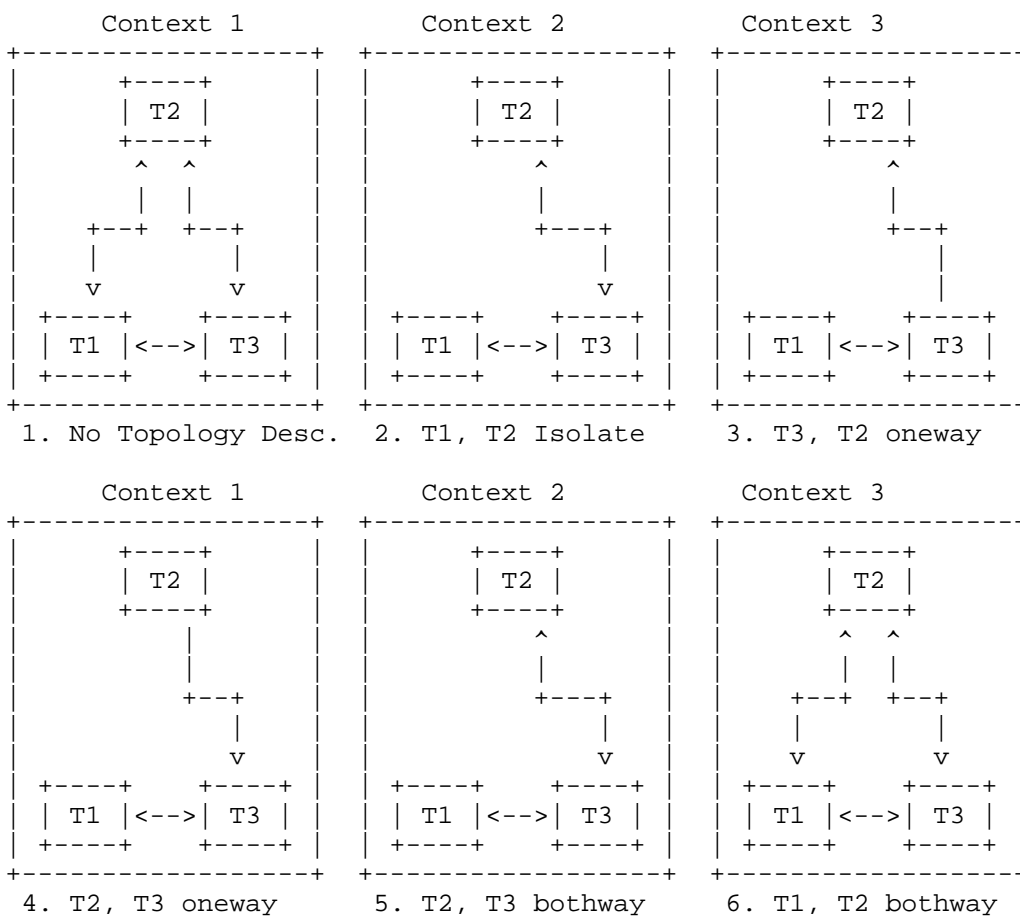 Context 1 Context 2 Context 3
T2 T2 T2
T1 <--> T3 T1 <--> T3 T1 <--> T3
1. No Topology Desc. 2. T1, T2 Isolate 3. T3, T2 oneway
Context 1 Context 2 Context 3
T2 T2 T2
T1 <--> T3 T1 <--> T3 T1 <--> T3
4. T2, T3 oneway 5. T2, T3 bothway 6. T1, T2 bothway